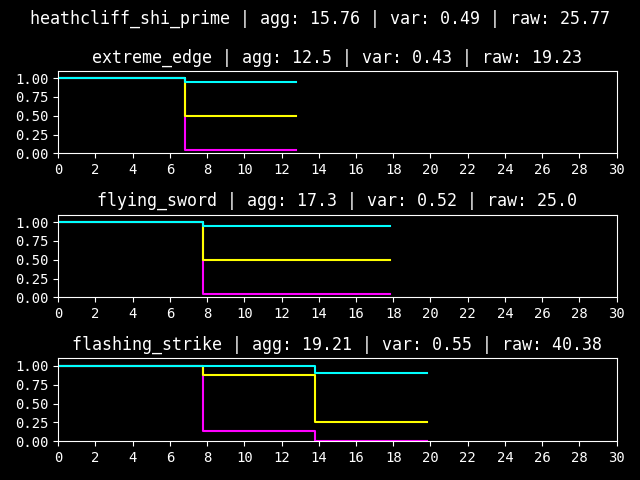 heathcliff_shi_prime | agg: 15.76 | var: 0.49 | raw: 25.77
extreme_edge | agg: 12.5 | var: 0.43 | raw: 19.23
1.00
0.75
0.50
0.25
0.00
0 2 4 6 8 10 12 14 16 18 20 22 24 26 28 30
flying_sword | agg: 17.3 | var: 0.52 | raw: 25.0
1.00
0.75
0.50
0.25
0.00
0 2 4 6 8 10 12 14 16 18 20 22 24 26 28 30
flashing_strike | agg: 19.21 | var: 0.55 | raw: 40.38
1.00
0.75
0.50
0.25
0.00
0 2 4 6 8 10 12 14 16 18 20 22 24 26 28 30